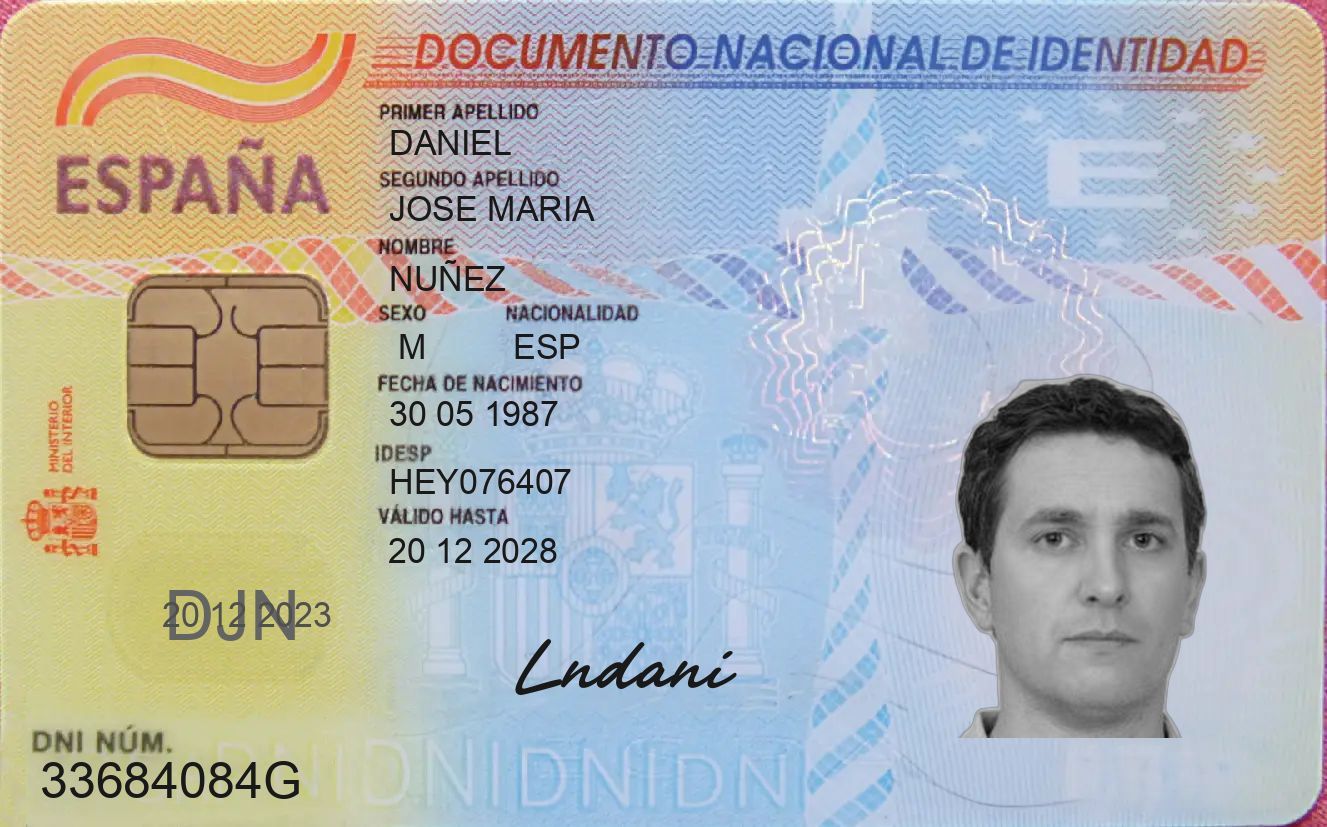 DOCUMENTO NACIONAL DE IDENTIDAD
ESPAÑA
PRIMER APELLIDO
DANIEL
SEGUNDO APELLIDO
JOSE MARIA
NOMBRE
NUÑEZ
SEXO NACIONALIDAD
M ESP
FECHA DE NACIMIENTO
30 05 1987
IDESP
HEY076407
VÁLIDO HASTA
20 12 2028
MINISTERIO
DEL INTERIOR
20 12 2023
DJN
Lndani
DNI NÚM.
33684084G
DNIDNIDNIDNI
E